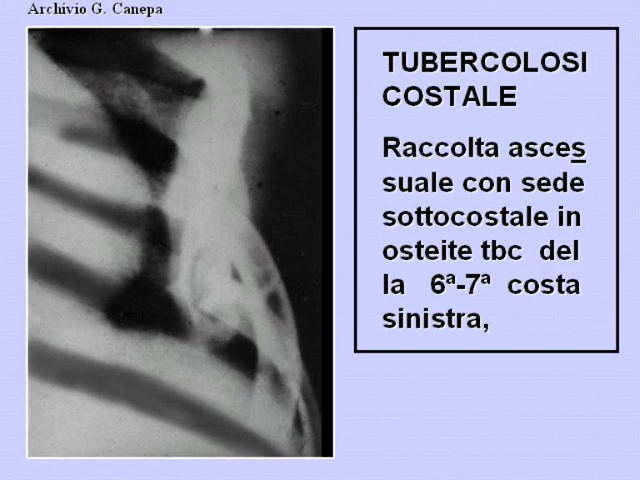 Archivio G. Canepa
TUBERCOLOSI
COSTALE
Raccolta asces
suale con sede
sottocostale in
osteite tbc del
la 6ª-7ª costa
sinistra,